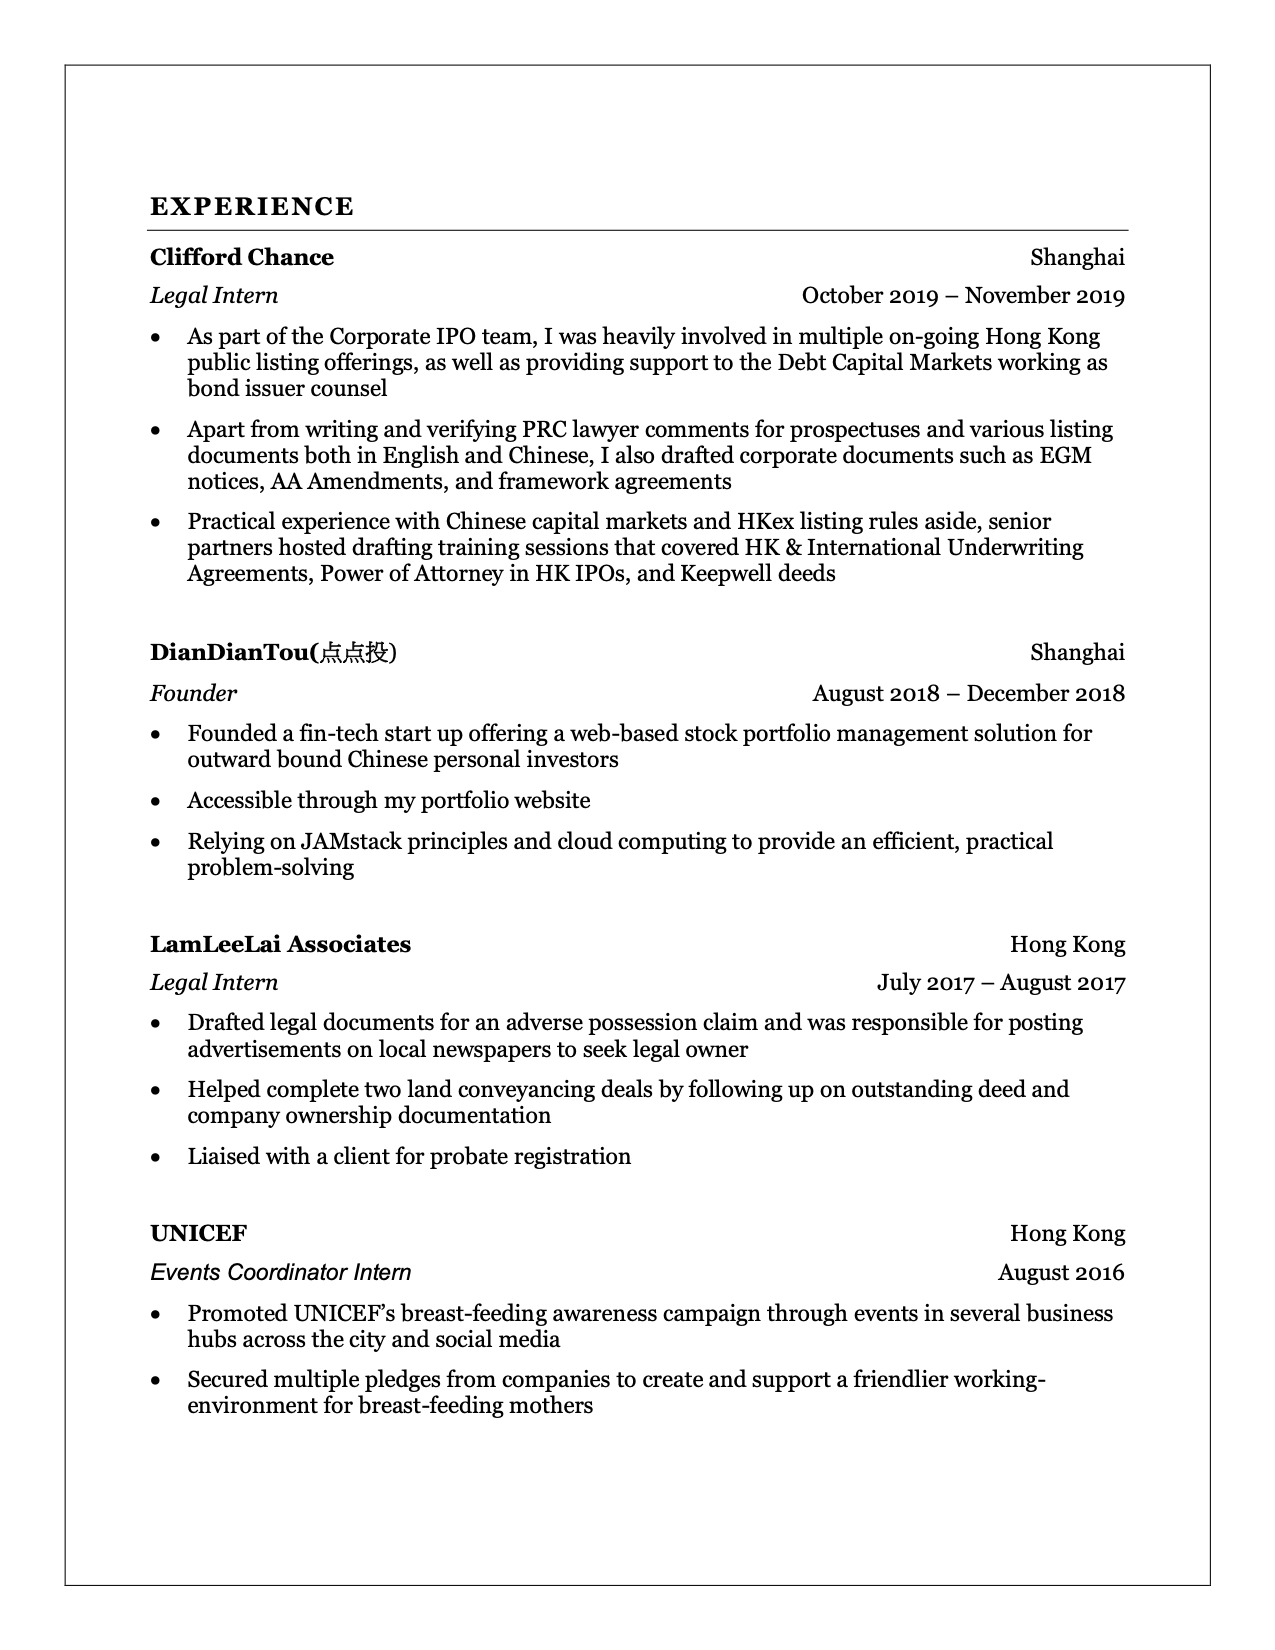 EXPERIENCE
Clifford Chance Shanghai
Legal Intern October 2019 – November 2019
• As part of the Corporate IPO team, I was heavily involved in multiple on-going Hong Kong
public listing offerings, as well as providing support to the Debt Capital Markets working as
bond issuer counsel
• Apart from writing and verifying PRC lawyer comments for prospectuses and various listing
documents both in English and Chinese, I also drafted corporate documents such as EGM
notices, AA Amendments, and framework agreements
• Practical experience with Chinese capital markets and HKex listing rules aside, senior
partners hosted drafting training sessions that covered HK & International Underwriting
Agreements, Power of Attorney in HK IPOs, and Keepwell deeds
DianDianTou(点点投) Shanghai
Founder August 2018 – December 2018
• Founded a fin-tech start up offering a web-based stock portfolio management solution for
outward bound Chinese personal investors
• Accessible through my portfolio website
• Relying on JAMstack principles and cloud computing to provide an efficient, practical
problem-solving
LamLeeLai Associates Hong Kong
Legal Intern July 2017 – August 2017
• Drafted legal documents for an adverse possession claim and was responsible for posting
advertisements on local newspapers to seek legal owner
• Helped complete two land conveyancing deals by following up on outstanding deed and
company ownership documentation
• Liaised with a client for probate registration
UNICEF Hong Kong
Events Coordinator Intern August 2016
• Promoted UNICEF’s breast-feeding awareness campaign through events in several business
hubs across the city and social media
• Secured multiple pledges from companies to create and support a friendlier working-
environment for breast-feeding mothers